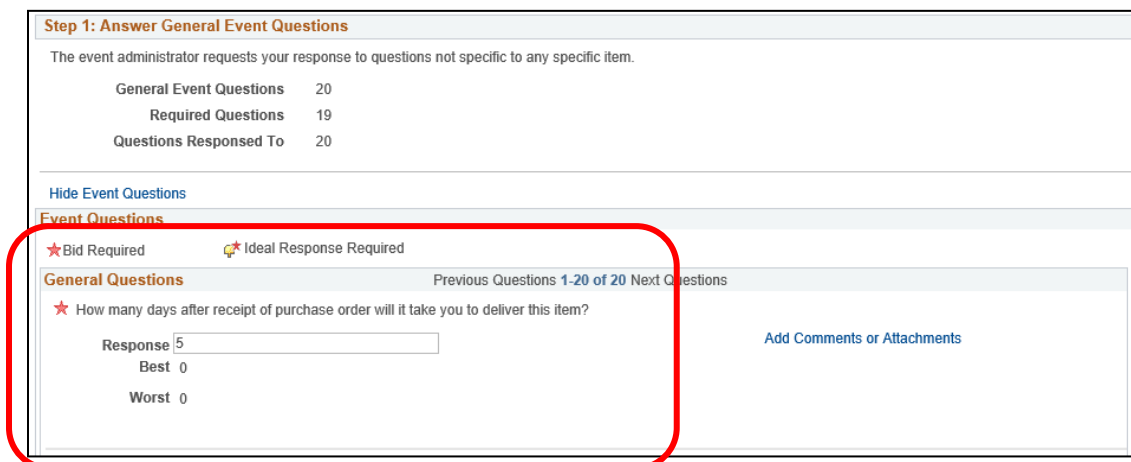 Step 1: Answer General Event Questions
The event administrator requests your response to questions not specific to any specific item.
General Event Questions 20
Required Questions 19
Questions Responsed To 20
Hide Event Questions
Event Questions
Bid Required Ideal Response Required
General Questions Previous Questions 1-20 of 20 Next Questions
How many days after receipt of purchase order will it take you to deliver this item?
Response 5 Add Comments or Attachments
Best 0
Worst 0